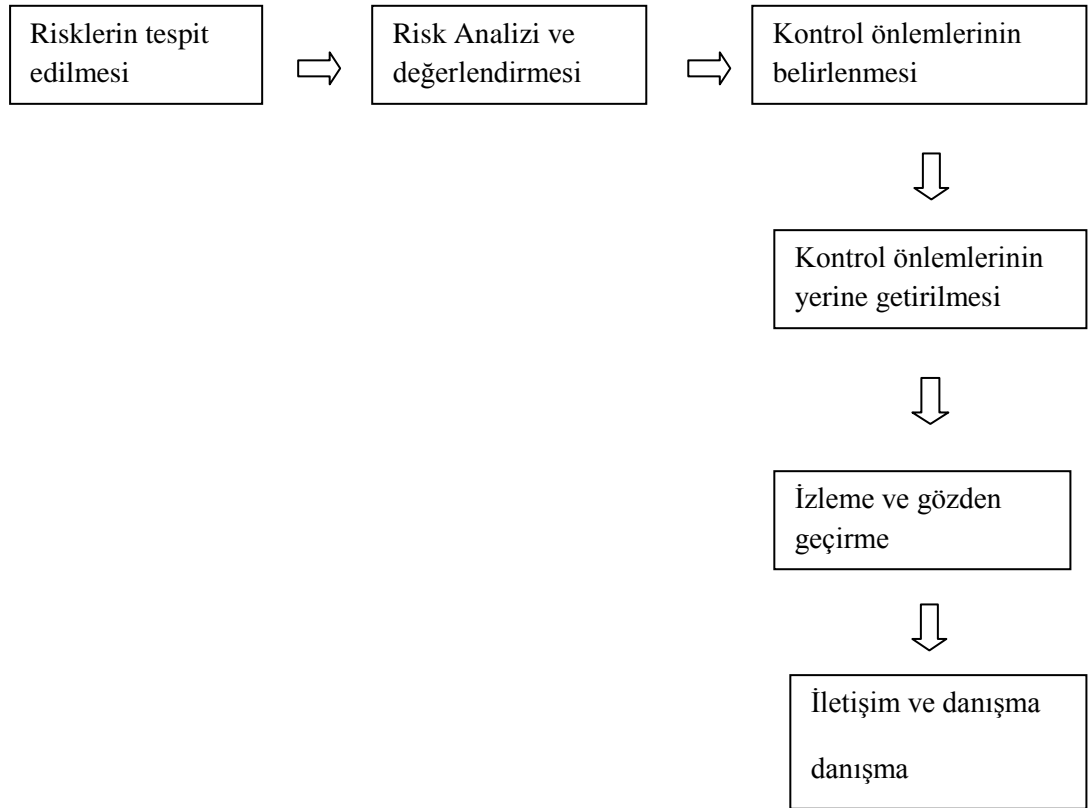 Risklerin tespit
edilmesi
Risk Analizi ve
değerlendirmesi
Kontrol önlemlerinin
belirlenmesi
Kontrol önlemlerinin
yerine getirilmesi
İzleme ve gözden
geçirme
İletişim ve danışma
danışma